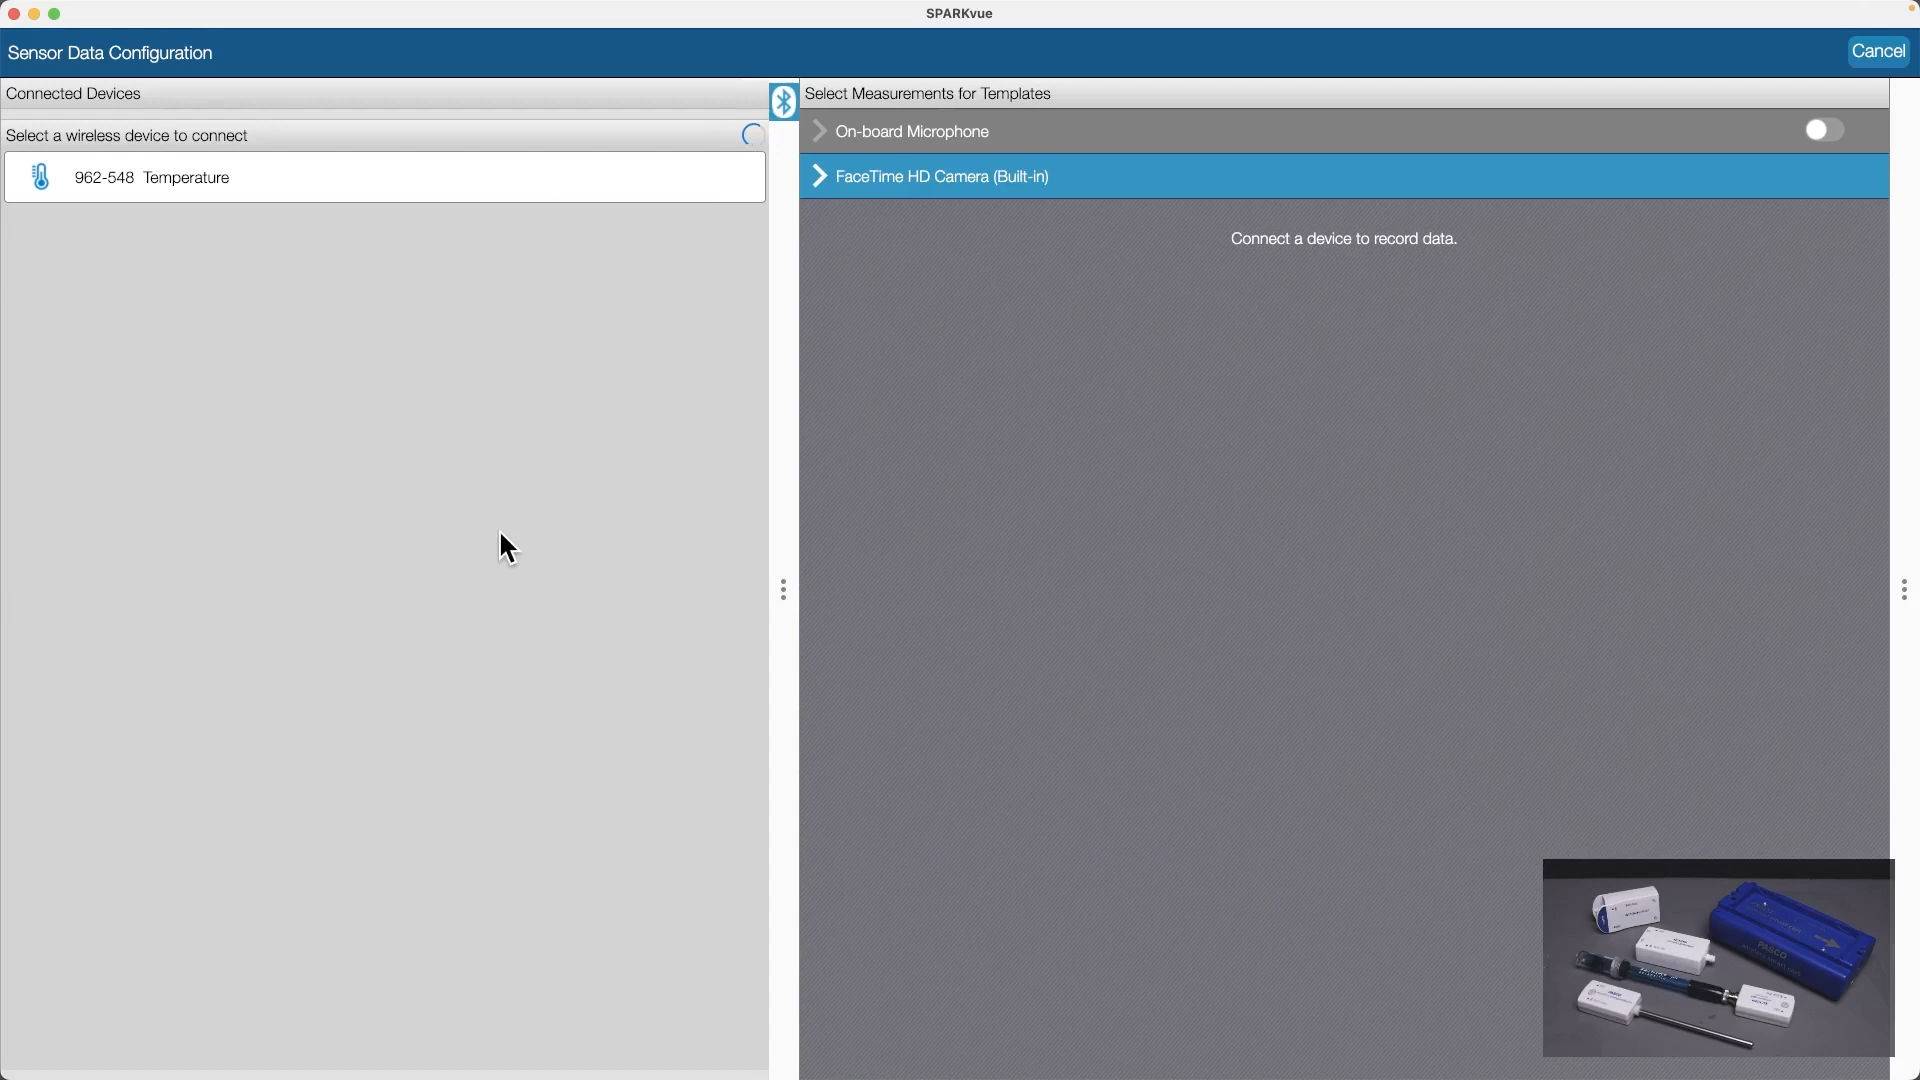 SPARKvue
Sensor Data Configuration
Cancel
Connected Devices
Select Measurements for Templates
Select a wireless device to connect
On-board Microphone
962-548 Temperature
FaceTime HD Camera (Built-in)
Connect a device to record data.
PASCO